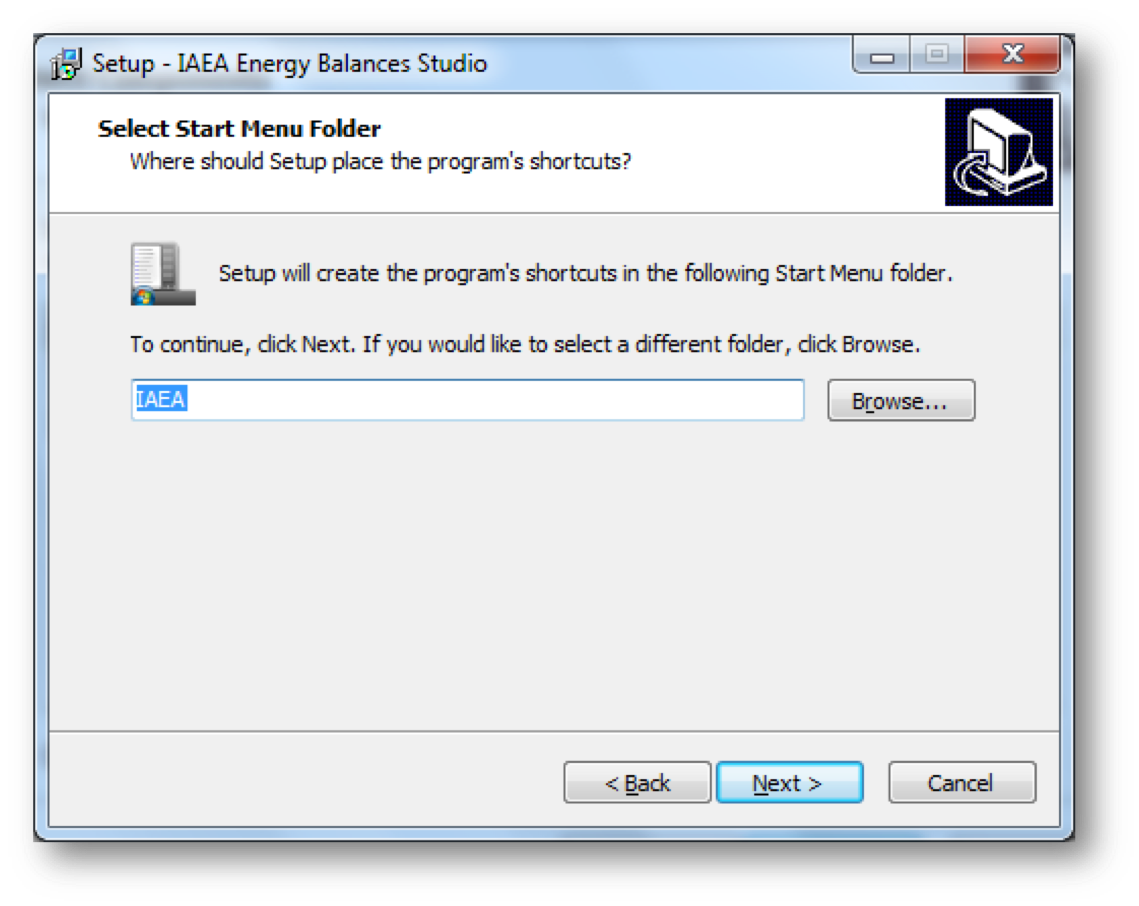 Setup - IAEA Energy Balances Studio
Select Start Menu Folder
Where should Setup place the program's shortcuts?
Setup will create the program's shortcuts in the following Start Menu folder.
To continue, click Next. If you would like to select a different folder, click Browse.
IAEA
Browse...
< Back
Next >
Cancel